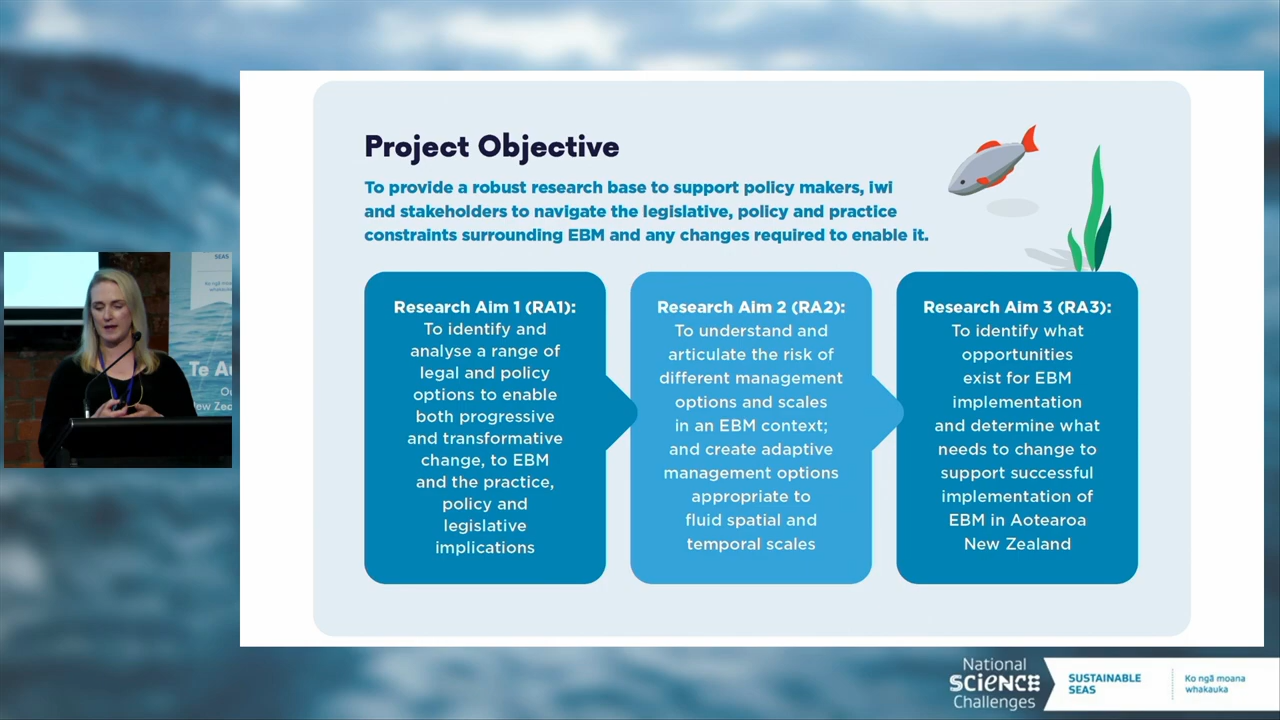 Project Objective
To provide a robust research base to support policy makers, iwi
and stakeholders to navigate the legislative, policy and practice
constraints surrounding EBM and any changes required to enable it.
Research Aim 1 (RA1):
To identify and
analyse a range of
legal and policy
options to enable
both progressive
and transformative
change, to EBM
and the practice,
policy and
legislative
implications
Research Aim 2 (RA2):
To understand and
articulate the risk of
different management
options and scales
in an EBM context;
and create adaptive
management options
appropriate to
fluid spatial and
temporal scales
Research Aim 3 (RA3):
To identify what
opportunities
exist for EBM
implementation
and determine what
needs to change to
support successful
implementation of
EBM in Aotearoa
New Zealand
SEAS
Ko ngā moana
Te Au
National
SCIENCE
Challenges
SUSTAINABLE
SEAS
Ko ngā moana
whakauka